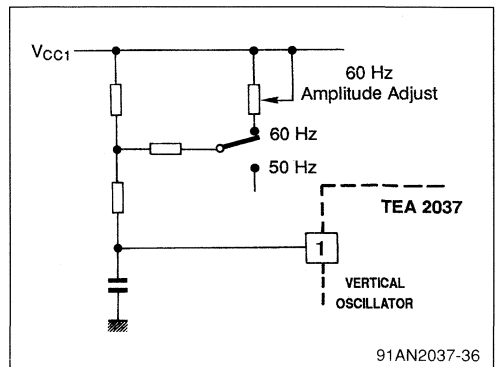 VCC1
60 Hz
Amplitude Adjust
60 Hz
50 Hz
TEA 2037
1
VERTICAL
OSCILLATOR
91AN2037-36